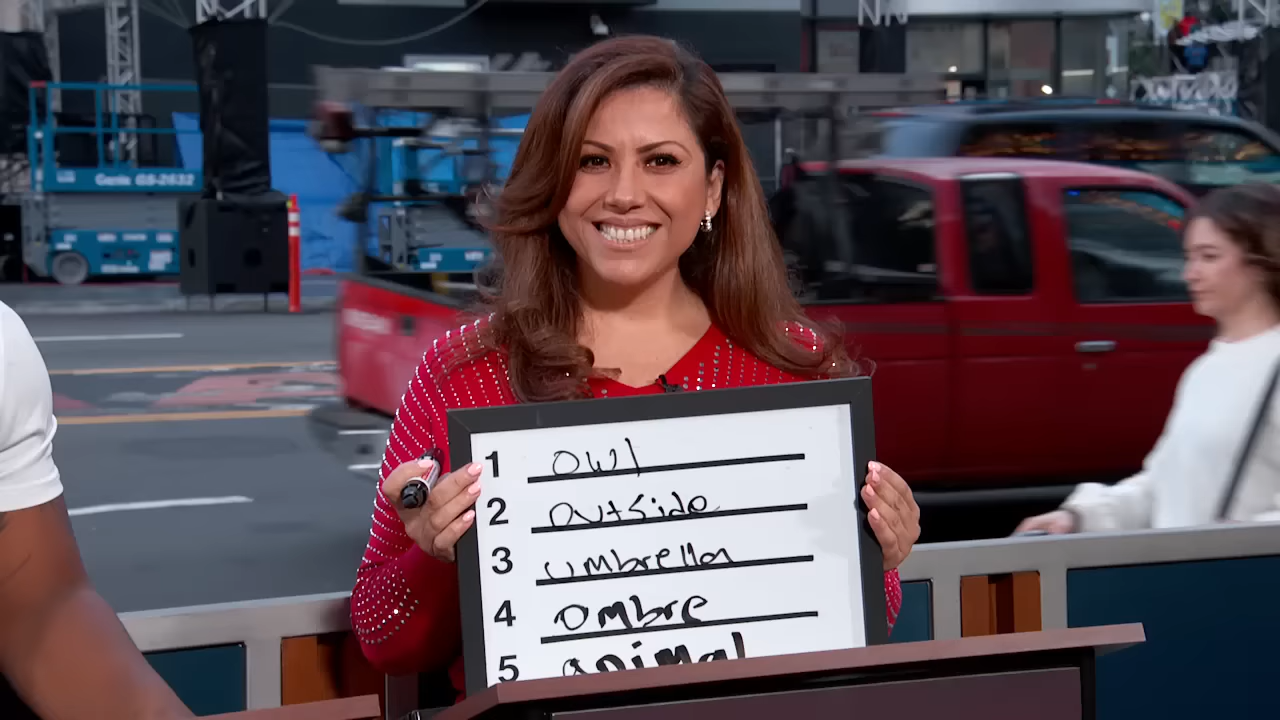 Genie GS-2632
1 owl
2 outside
3 umbrella
4 ombre
5 animal